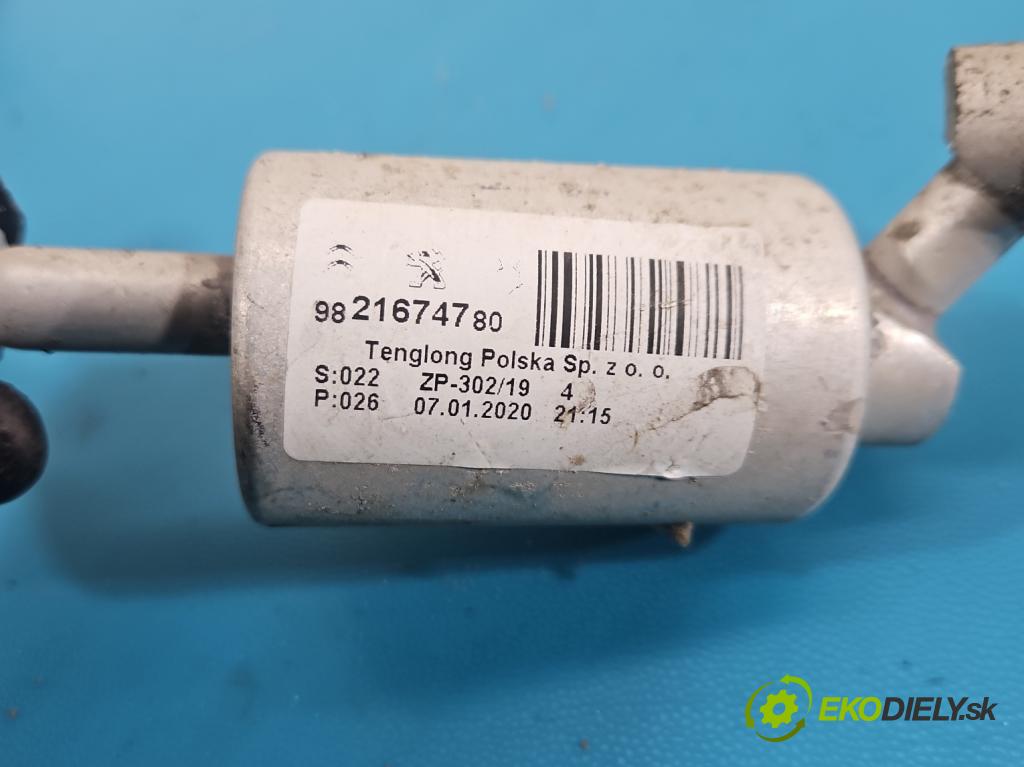 9821674780
Tenglong Polska Sp. z o. o.
S:022 ZP-302/19 4
P:026 07.01.2020 21:15
EKODIELY.sk